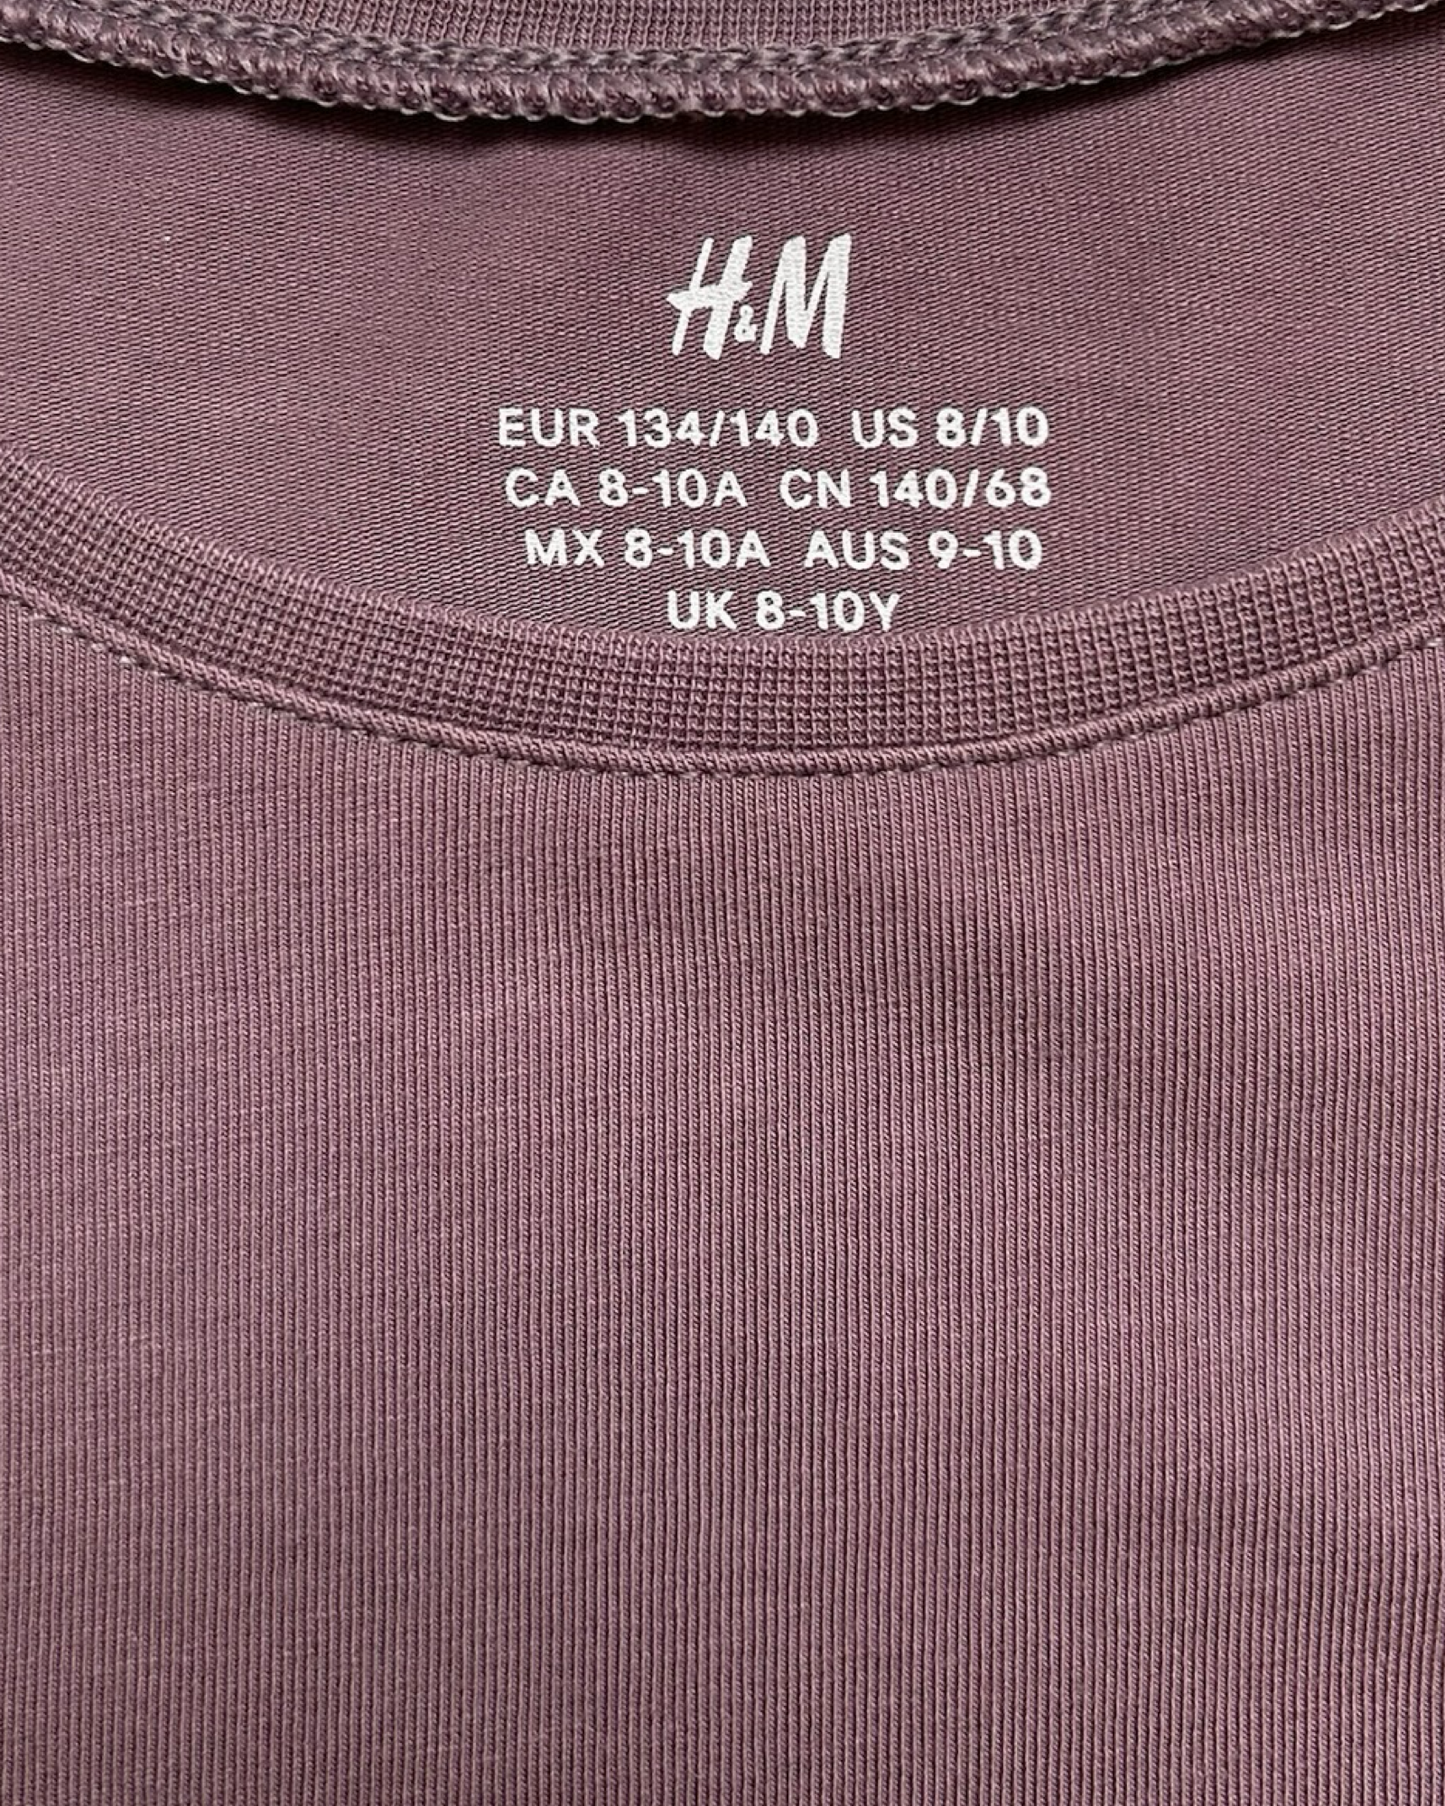 H&M
EUR 134/140 US 8/10
CA 8-10A CN 140/68
MX 8-10A AUS 9-10
UK 8-10Y